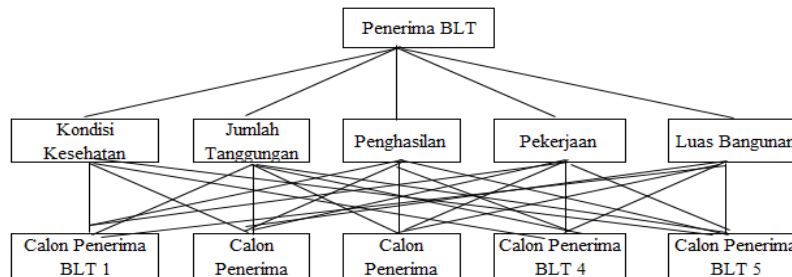 Penerima BLT
Kondisi
Kesehatan
Jumlah
Tanggungan
Penghasilan
Pekerjaan
Luas Bangunan
Calon Penerima
BLT 1
Calon
Penerima
Calon
Penerima
Calon Penerima
BLT 4
Calon Penerima
BLT 5